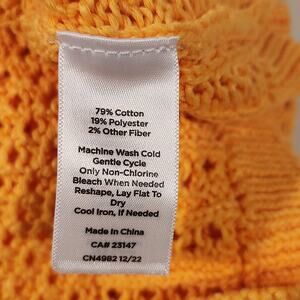 79% Cotton
19% Polyester
2% Other Fiber
Machine Wash Cold
Gentle Cycle
Only Non-Chlorine
Bleach When Needed
Reshape, Lay Flat To
Dry
Cool Iron, If Needed
Made In China
CA# 23147
CN4982 12/22